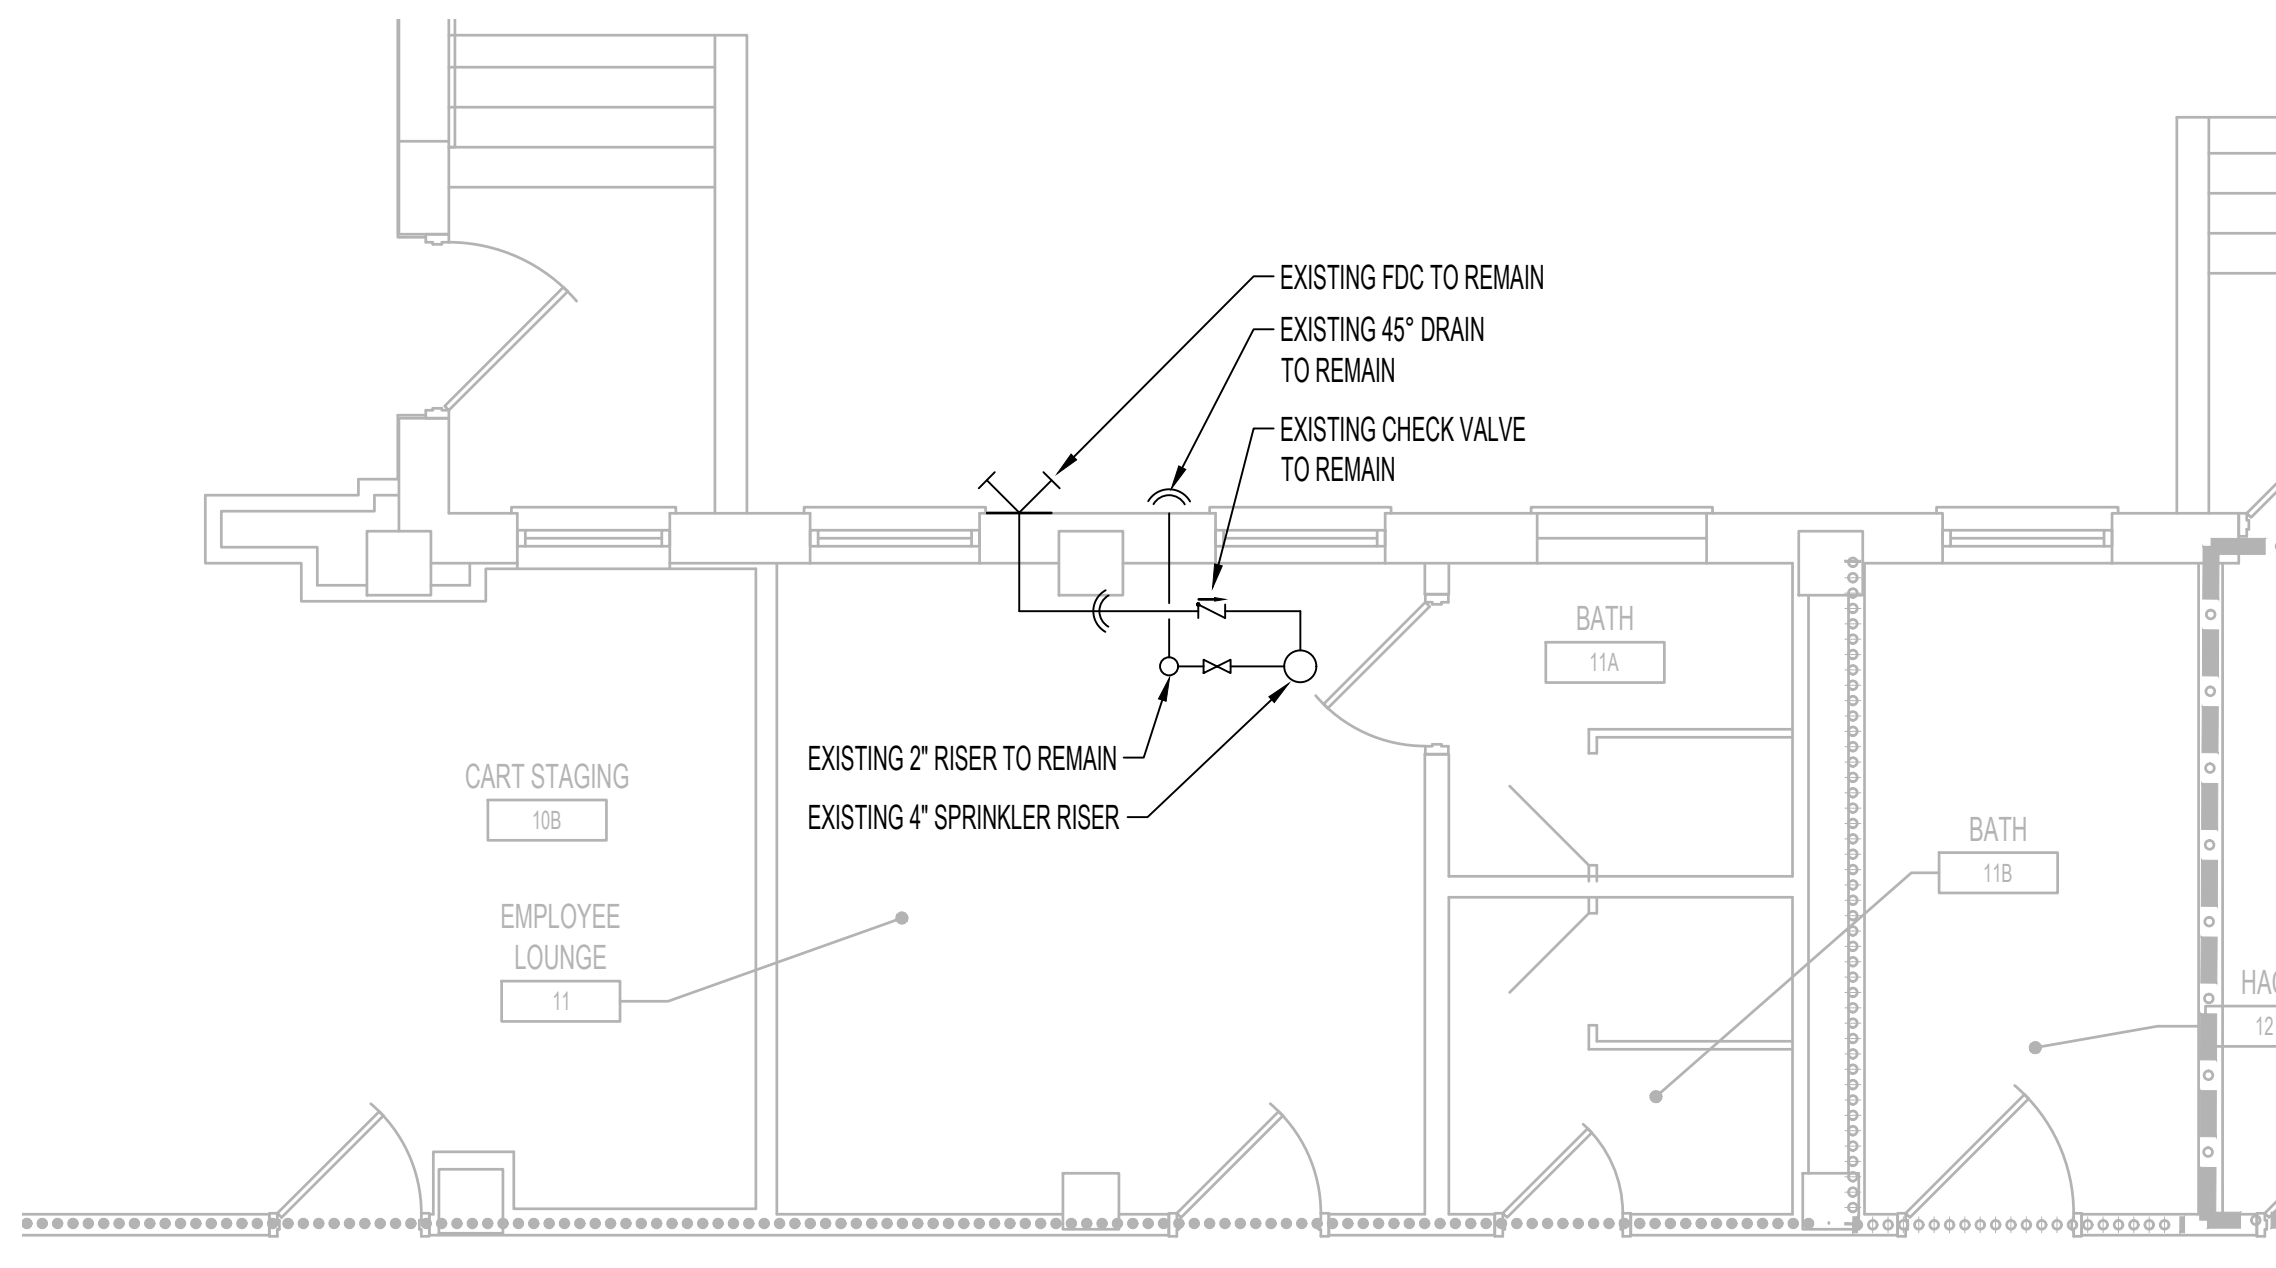 EXISTING FDC TO REMAIN
EXISTING 45° DRAIN
TO REMAIN
EXISTING CHECK VALVE
TO REMAIN
BATH
11A
EXISTING 2" RISER TO REMAIN
EXISTING 4" SPRINKLER RISER
CART STAGING
10B
BATH
11B
EMPLOYEE
LOUNGE
11
12